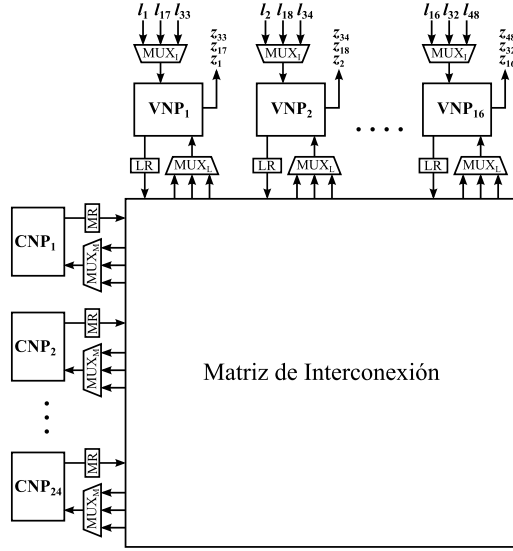 l1 l17 l33 l2 l18 l34 l16 l32 l48
z33 z34 z48
z17 z18 z32
z1 z2 z16
MUXI MUXI MUXI
VNP1 VNP2 VNP16
LR MUXL LR MUXL LR MUXL
CNP1 MR
MUXM
CNP2 MR
MUXM
Matriz de Interconexión
CNP24 MR
MUXM